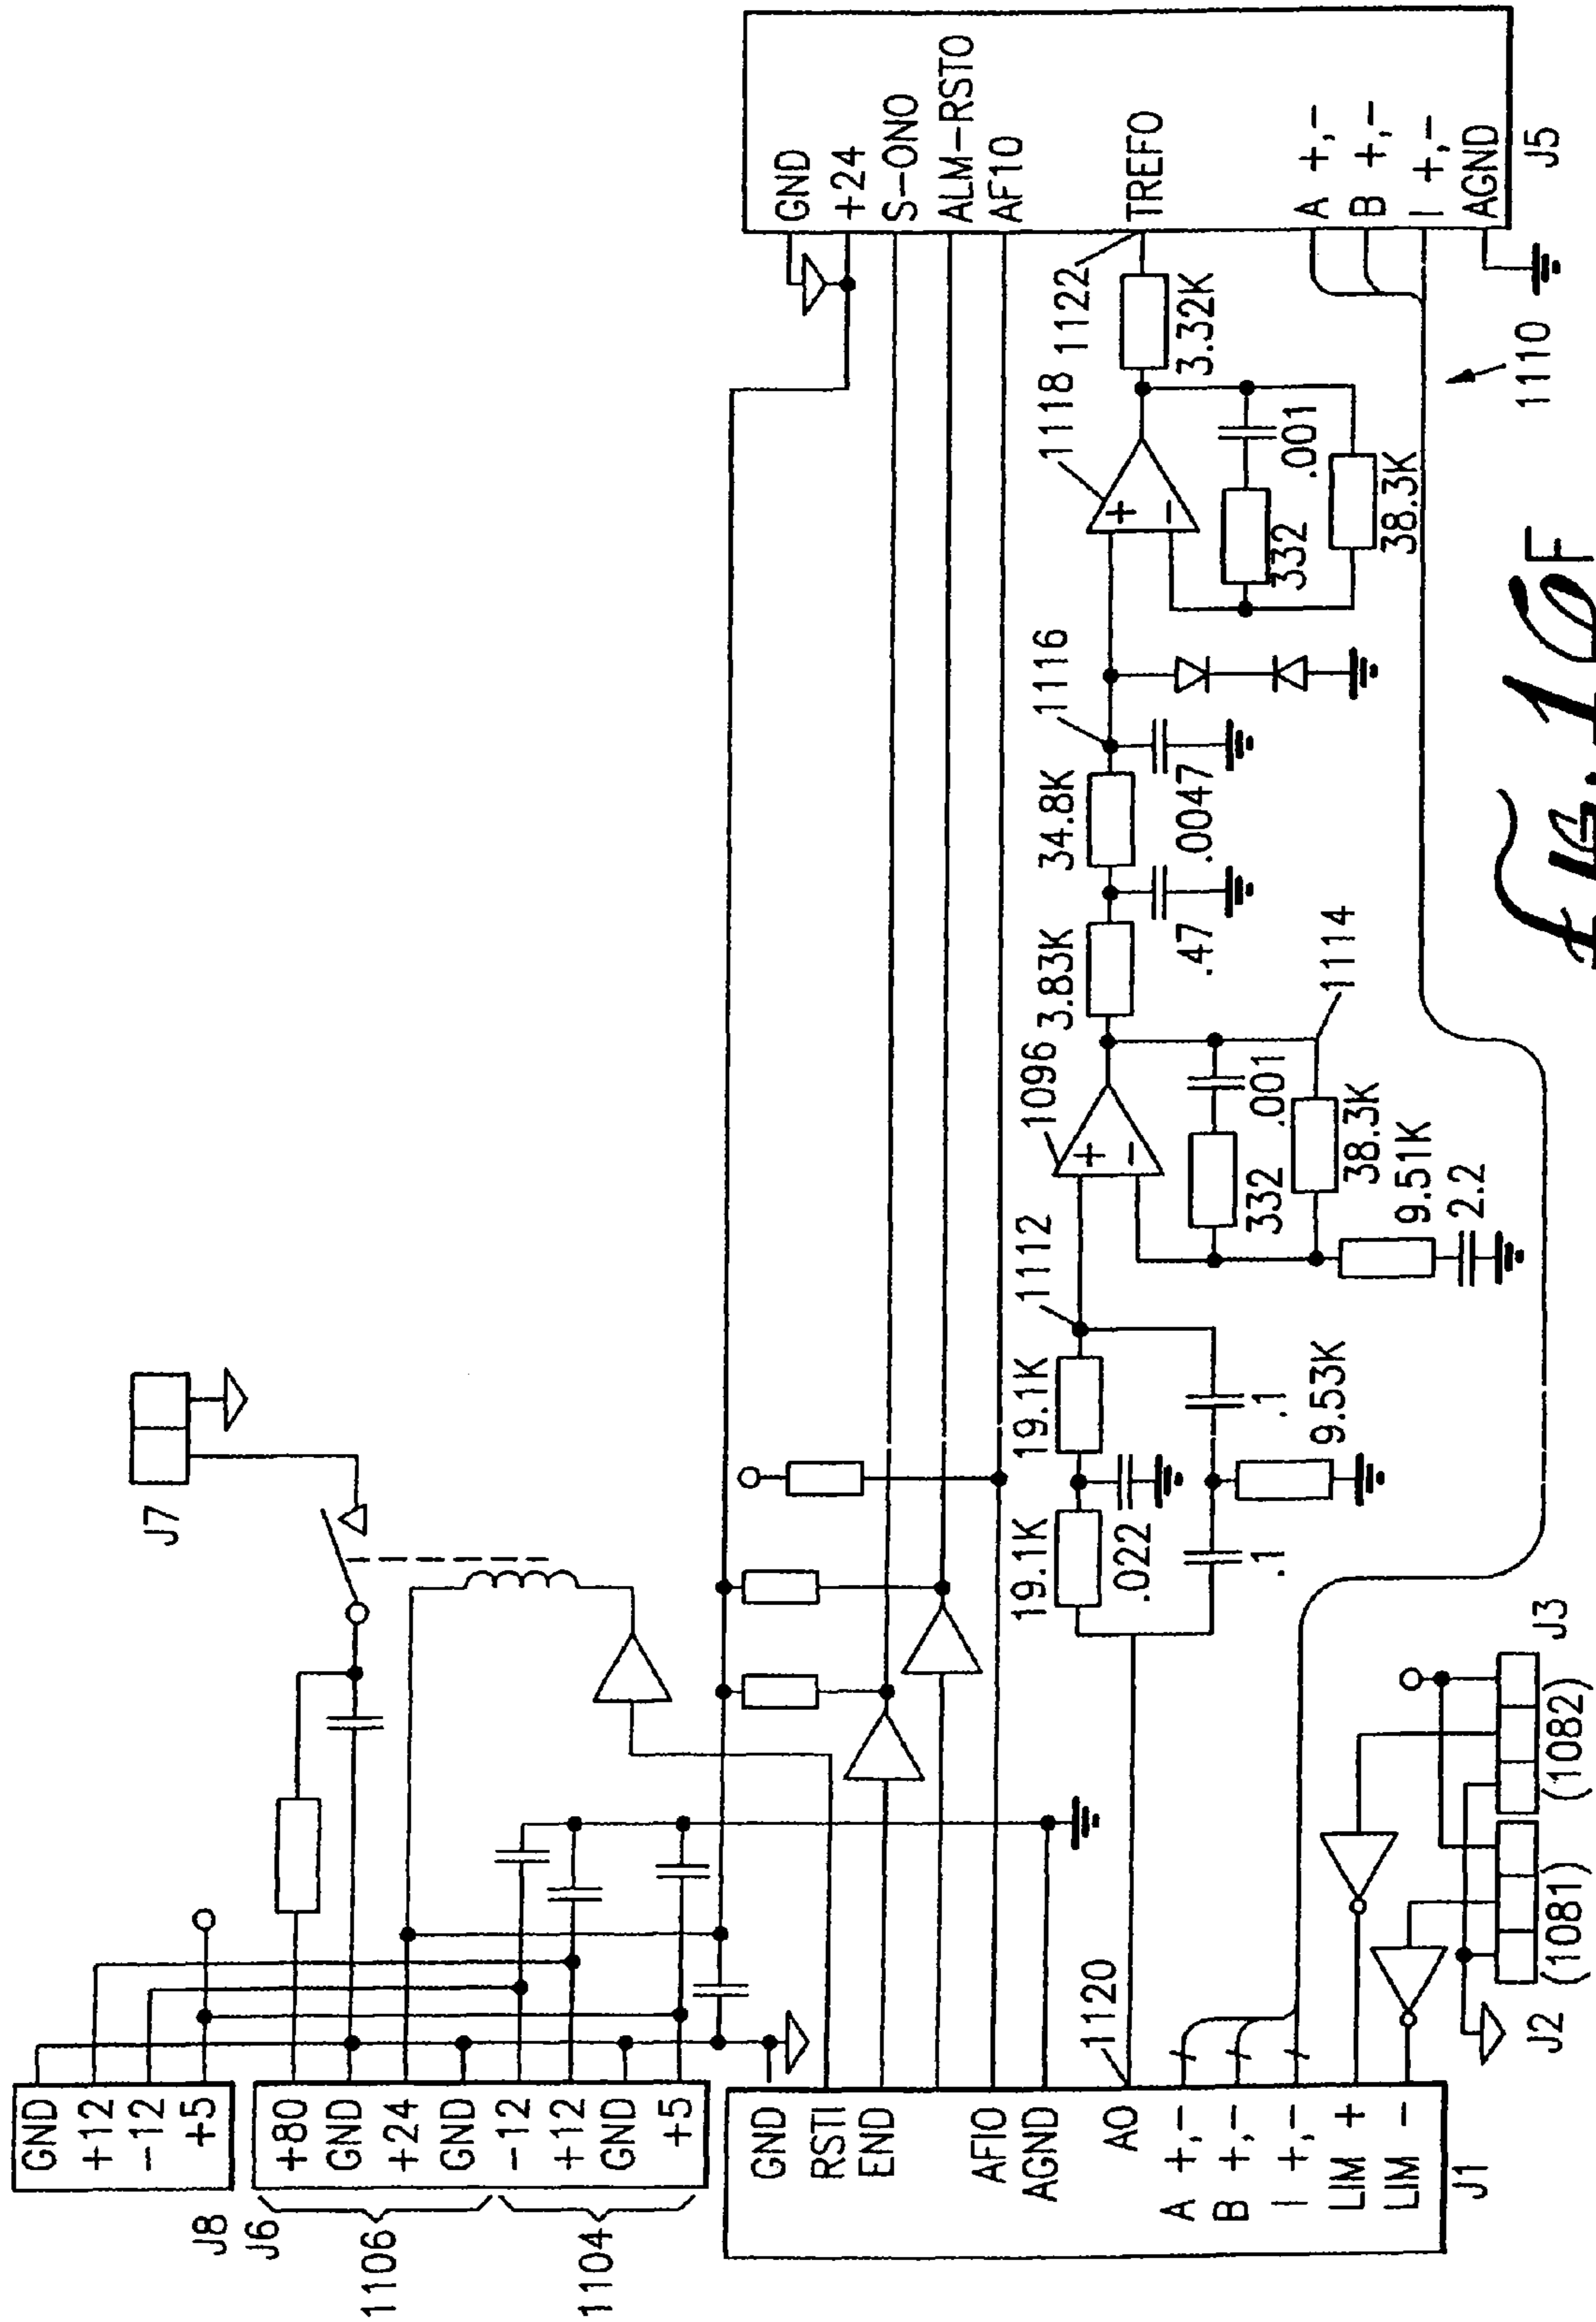 GND
+12
-12
+5
J8
J6
+80
GND
+24
GND
-12
+12
GND
+5
1106
1104
J7
GND
RSTI
END
AFIO
AGND
AO
A +,-
B +,-
I +,-
LIM +
LIM -
J1
1120
J2
(1081)
J3
(1082)
19.1K
19.1K
.022
.1
.1
9.53K
1112
1096
332
.001
38.3K
9.51K
2.2
1114
3.83K
.47
34.8K
.0047
1116
1118
332
.001
38.3K
1122
3.32K
1110
GND
+24
S-ONO
ALM-RSTO
AF10
TREFO
A +,-
B +,-
I +,-
AGND
J5
FIG. 16F